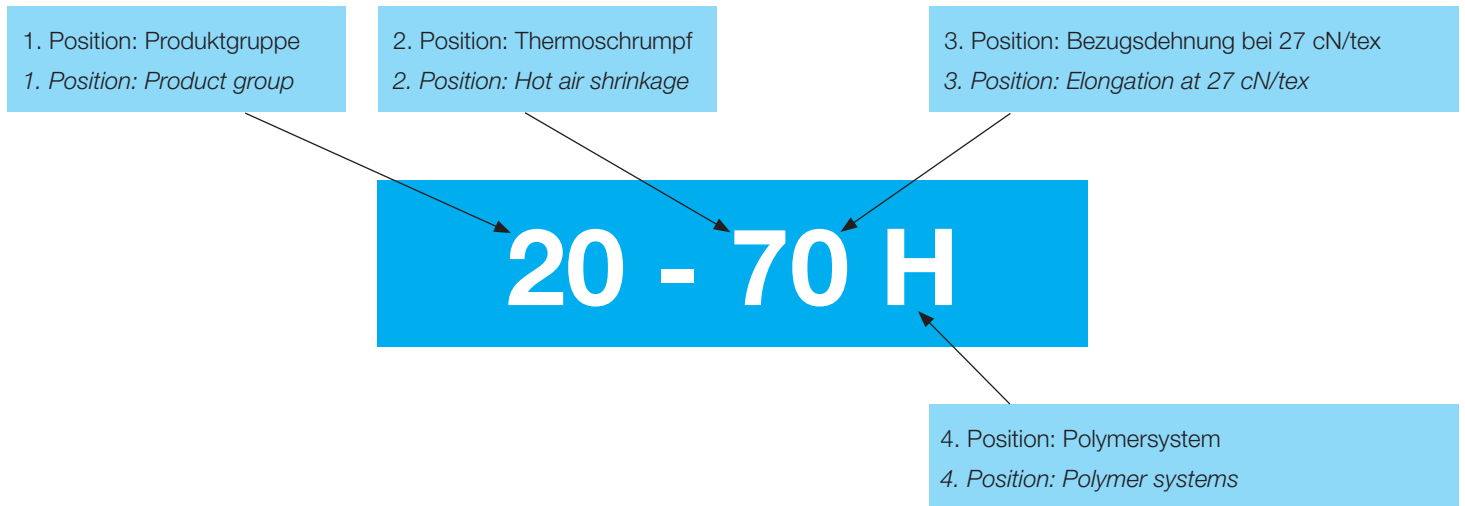 1. Position: Produktgruppe
1. Position: Product group
2. Position: Thermoschrumpf
2. Position: Hot air shrinkage
3. Position: Bezugsdehnung bei 27 cN/tex
3. Position: Elongation at 27 cN/tex
20 - 70 H
4. Position: Polymersystem
4. Position: Polymer systems